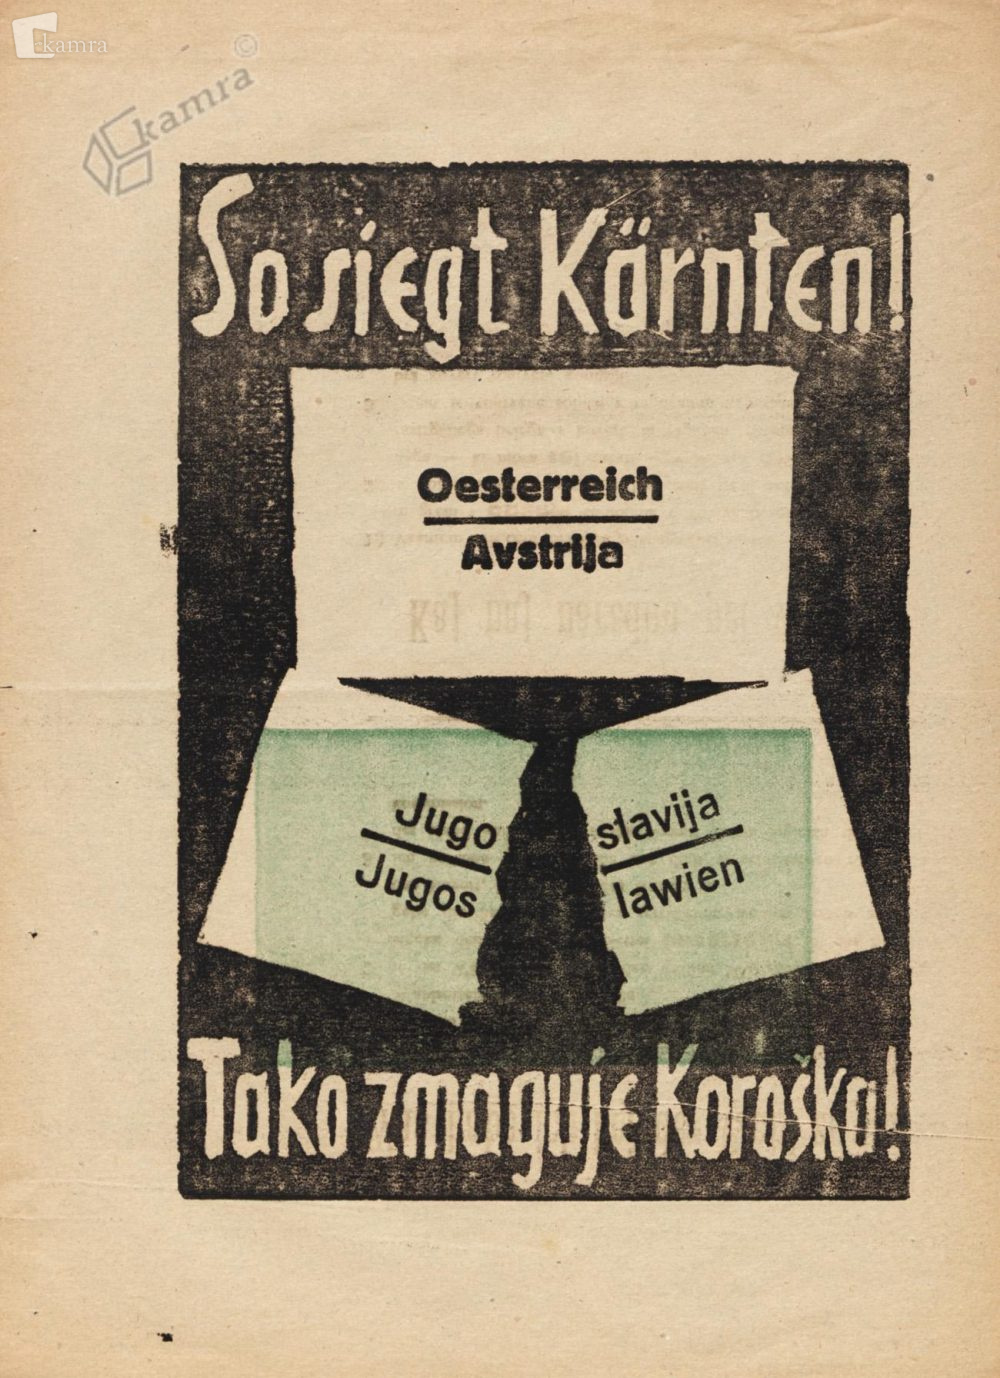 kamra
kamra ©
So siegt Kärnten!
Oesterreich
Avstrija
Jugo slavija
Jugos lawien
Tako zmaguje Koroška!